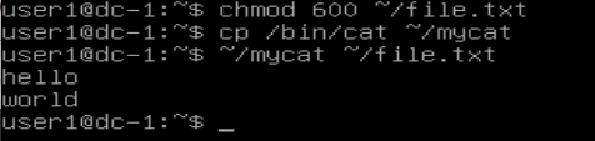 user1@dc-1:~$ chmod 600 ~/file.txt
user1@dc-1:~$ cp /bin/cat ~/mycat
user1@dc-1:~$ ~/mycat ~/file.txt
hello
world
user1@dc-1:~$ _